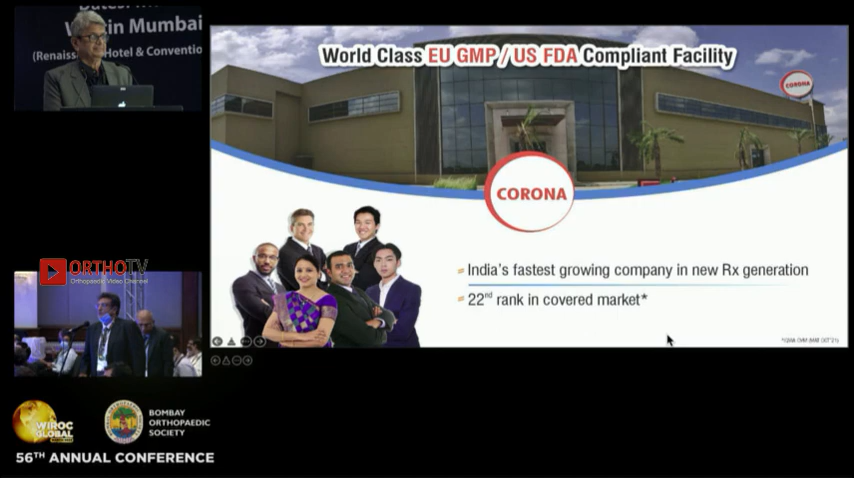 Within Mumbai
(Renaiss Hotel & Conventio
World Class EU GMP / US FDA Compliant Facility
CORONA
CORONA
India's fastest growing company in new Rx generation
22nd rank in covered market*
ORTHOTV
Orthopaedic Video Channel
WIROC
GLOBAL
BOMBAY
ORTHOPAEDIC
SOCIETY
56TH ANNUAL CONFERENCE